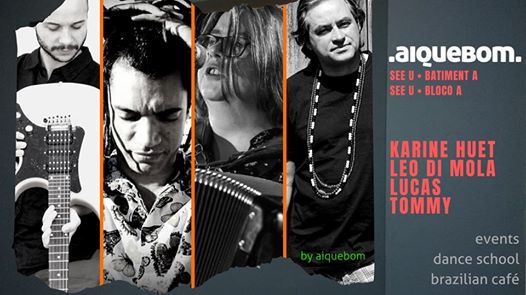 .aiQUeBOM.
SEE U • BATIMENT A
SEE U • BLOCO A
KARINE HUET
LEO DI MOLA
LUCAS
TOMMY
events
dance school
brazilian café
by aiquebom